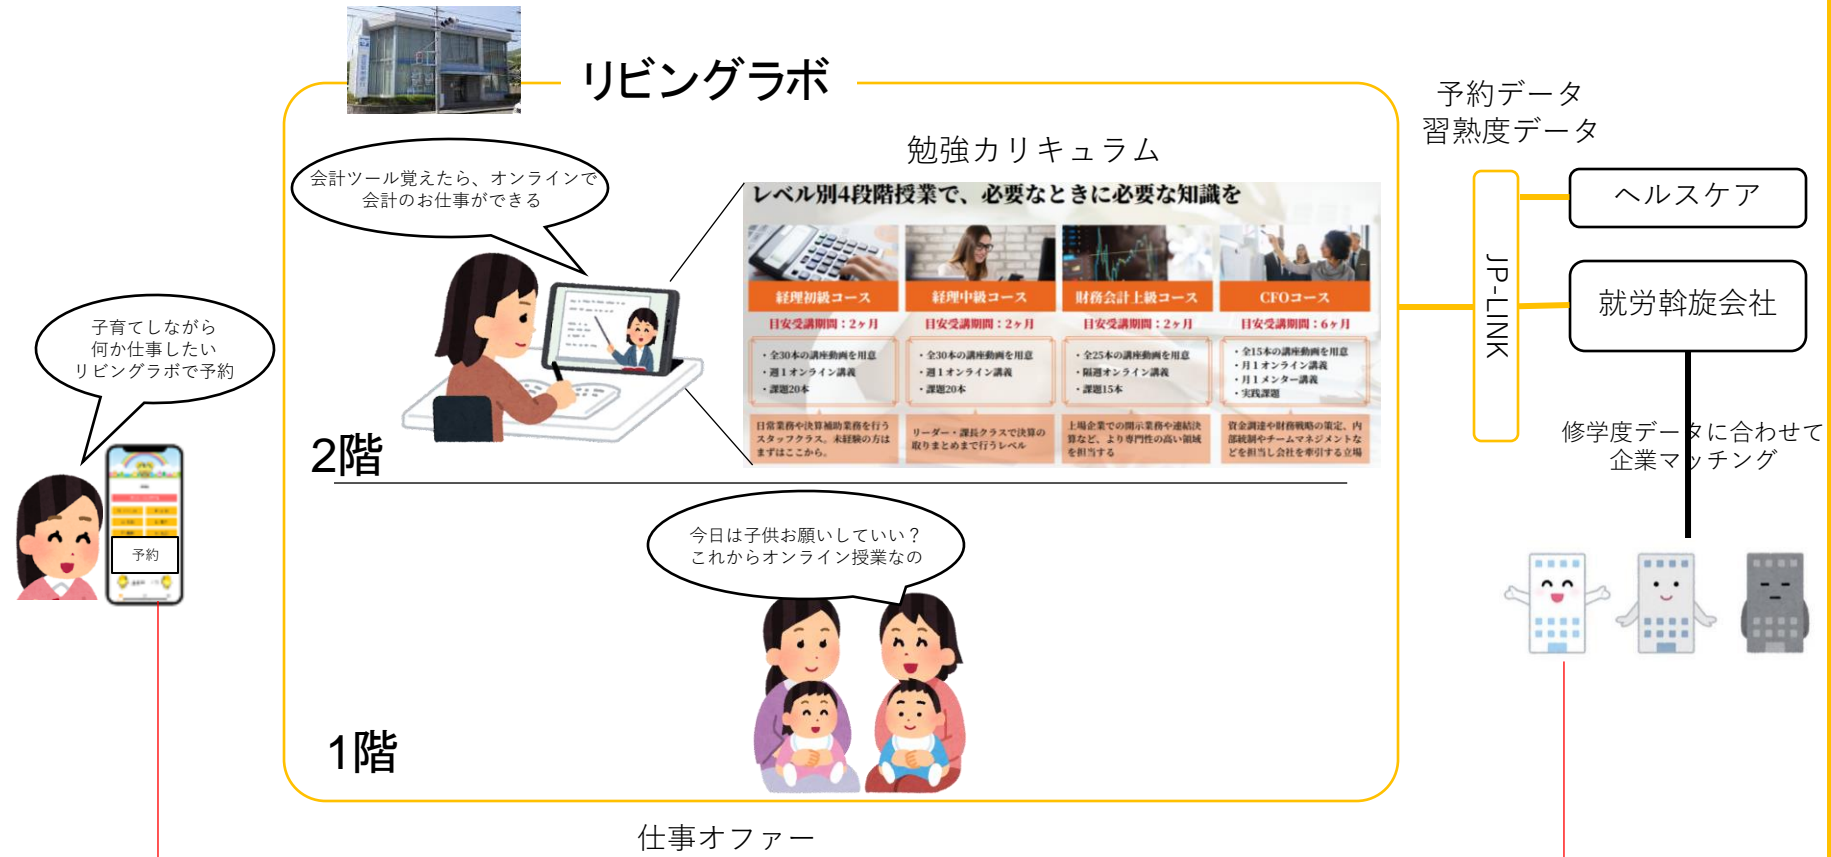 リビングラボ
予約データ
習熟度データ
勉強カリキュラム
会計ツール覚えたら、オンラインで
会計のお仕事ができる
レベル別4段階授業で、必要なときに必要な知識を
経理初級コース
目安受講期間：2ヶ月
・全30本の講座動画を用意
・週1オンライン講義
・課題20本
日常業務や決算補助業務を行う
スタッフクラス。未経験の方は
まずはここから。
経理中級コース
目安受講期間：2ヶ月
・全30本の講座動画を用意
・週1オンライン講義
・課題20本
リーダー・課長クラスで決算の
取りまとめまで行うレベル
財務会計上級コース
目安受講期間：2ヶ月
・全25本の講座動画を用意
・隔週オンライン講義
・課題15本
上場企業での開示業務や連結決
算など、より専門性の高い領域
を担当する
CFOコース
目安受講期間：6ヶ月
・全15本の講座動画を用意
・月1オンライン講義
・月1メンター講義
・実践課題
資金調達や財務戦略の策定、内
部統制やチームマネジメントな
どを担当し会社を牽引する立場
JP-LINK
ヘルスケア
就労斡旋会社
子育てしながら
何か仕事したい
リビングラボで予約
予約
2階
修学度データに合わせて
企業マッチング
今日は子供お願いしていい？
これからオンライン授業なの
1階
仕事オファー